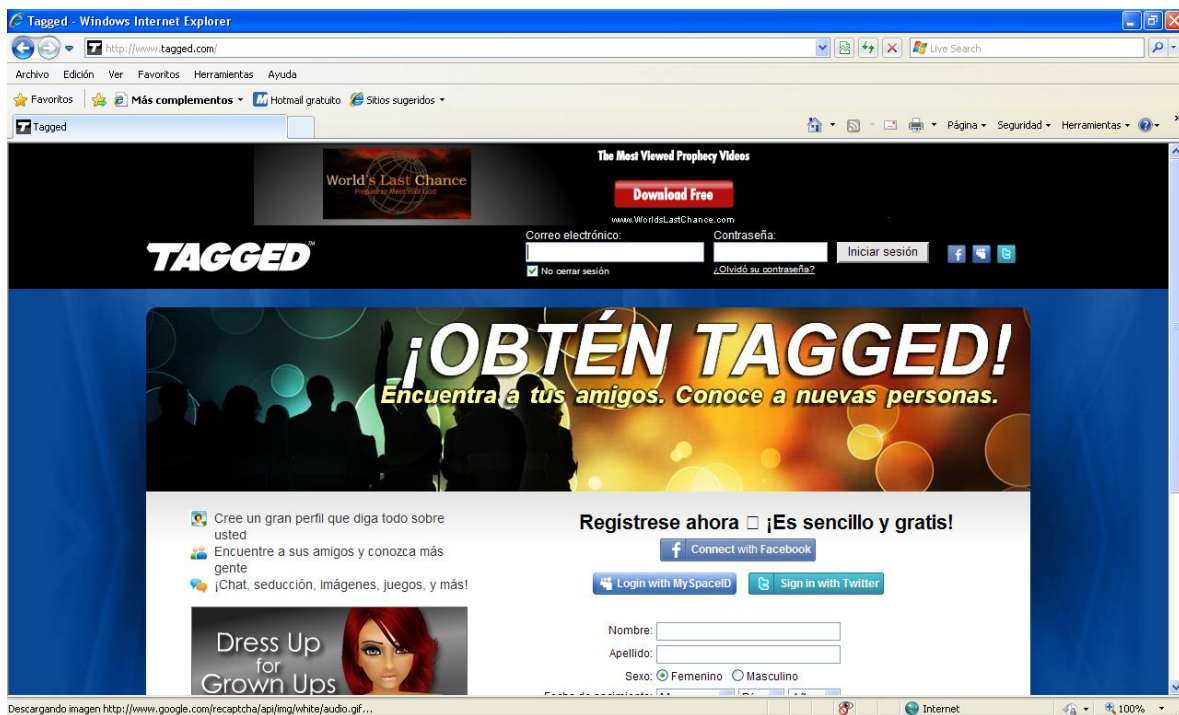 Tagged - Windows Internet Explorer
http://www.tagged.com/
Live Search
Archivo Edición Ver Favoritos Herramientas Ayuda
Favoritos Más complementos Hotmail gratuito Sitios sugeridos
Tagged
Página Seguridad Herramientas
World's Last Chance
Prepare to Meet Your God
The Most Viewed Prophecy Videos
Download Free
www.WorldsLastChance.com
TAGGED™
Correo electrónico: Contraseña:
Iniciar sesión
No cerrar sesión ¿Olvidó su contraseña?
¡OBTÉN TAGGED!
Encuentra a tus amigos. Conoce a nuevas personas.
Cree un gran perfil que diga todo sobre
usted
Encuentre a sus amigos y conozca más
gente
¡Chat, seducción, imágenes, juegos, y más!
Dress Up
for
Grown Ups
Regístrese ahora □ ¡Es sencillo y gratis!
Connect with Facebook
Login with MySpaceID Sign in with Twitter
Nombre:
Apellido:
Sexo: Femenino Masculino
Descargando imagen http://www.google.com/recaptcha/api/img/white/audio.gif...
Internet
100%